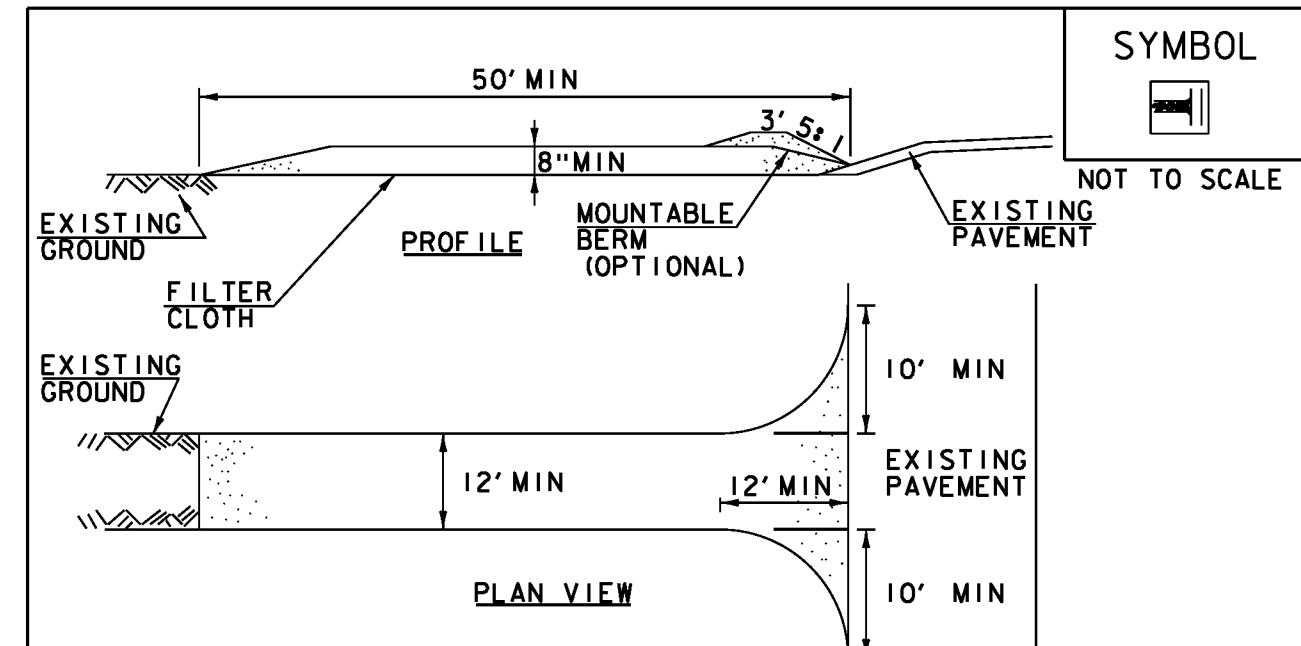 SYMBOL
NOT TO SCALE
50' MIN
3' 5:1
8" MIN
EXISTING
GROUND
PROFILE
MOUNTABLE
BERM
(OPTIONAL)
EXISTING
PAVEMENT
FILTER
CLOTH
EXISTING
GROUND
10' MIN
12' MIN
12' MIN
EXISTING
PAVEMENT
10' MIN
PLAN VIEW